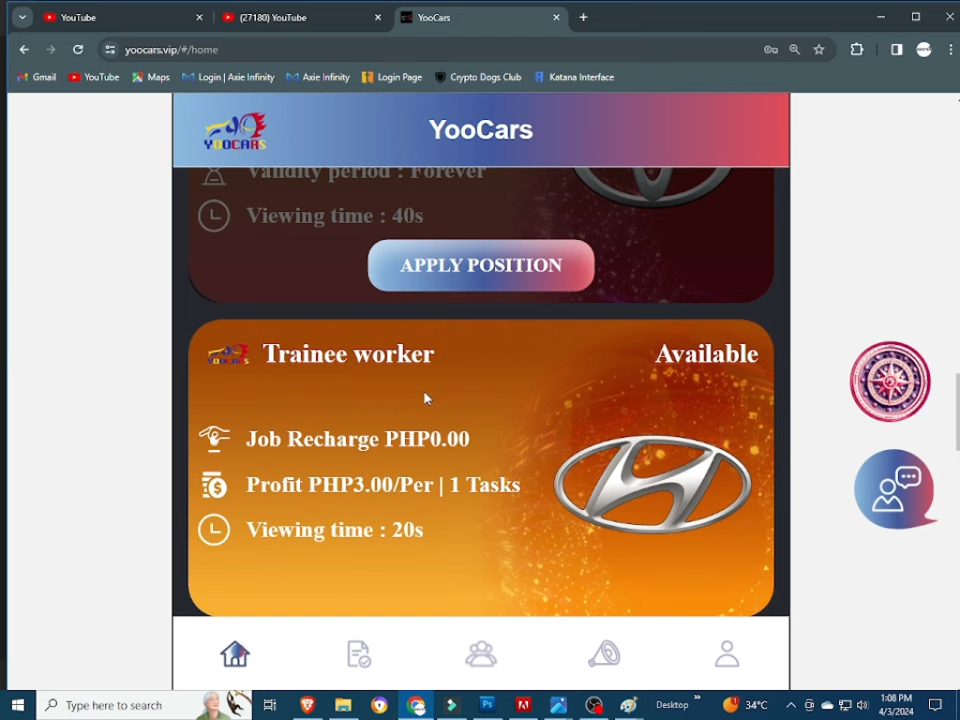 YouTube
(27180) YouTube
YooCars
yoocars.vip/#/home
Gmail
YouTube
Maps
Login | Axie Infinity
Axie Infinity
Login Page
Crypto Dogs Club
Katana Interface
YOOCARS
YooCars
Validity period : Forever
Viewing time : 40s
APPLY POSITION
YOOCARS
Trainee worker
Available
Job Recharge PHP0.00
Profit PHP3.00/Per | 1 Tasks
Viewing time : 20s
Type here to search
Desktop
34°C
1:08 PM
4/3/2024